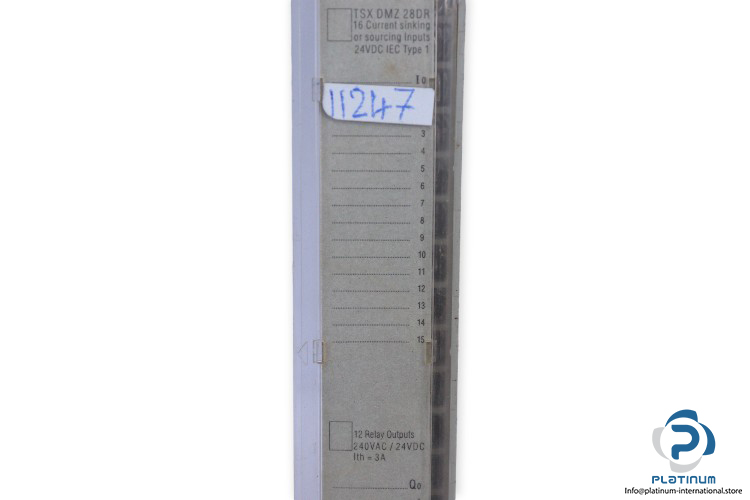 TSX DMZ 28DR
16 Current sinking
or sourcing Inputs
24VDC IEC Type 1
I0
11247
3
4
5
6
7
8
9
10
11
12
13
14
15
12 Relay Outputs
240VAC / 24VDC
Ith = 3A
Q0
PLATINUM
Info@platinum-international.store